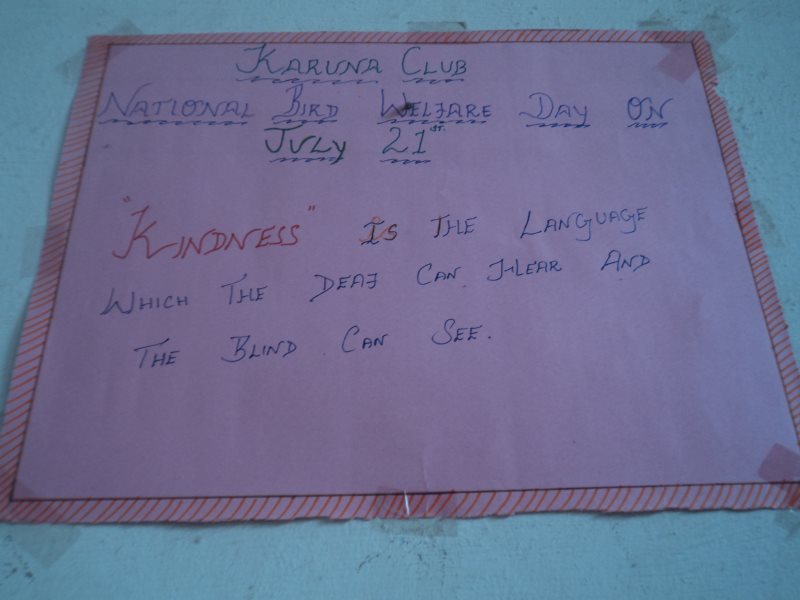 KARUNA CLUB
NATIONAL BIRD WELFARE DAY ON
JULY 21ST.
"KINDNESS" IS THE LANGUAGE
WHICH THE DEAF CAN HEAR AND
THE BLIND CAN SEE.